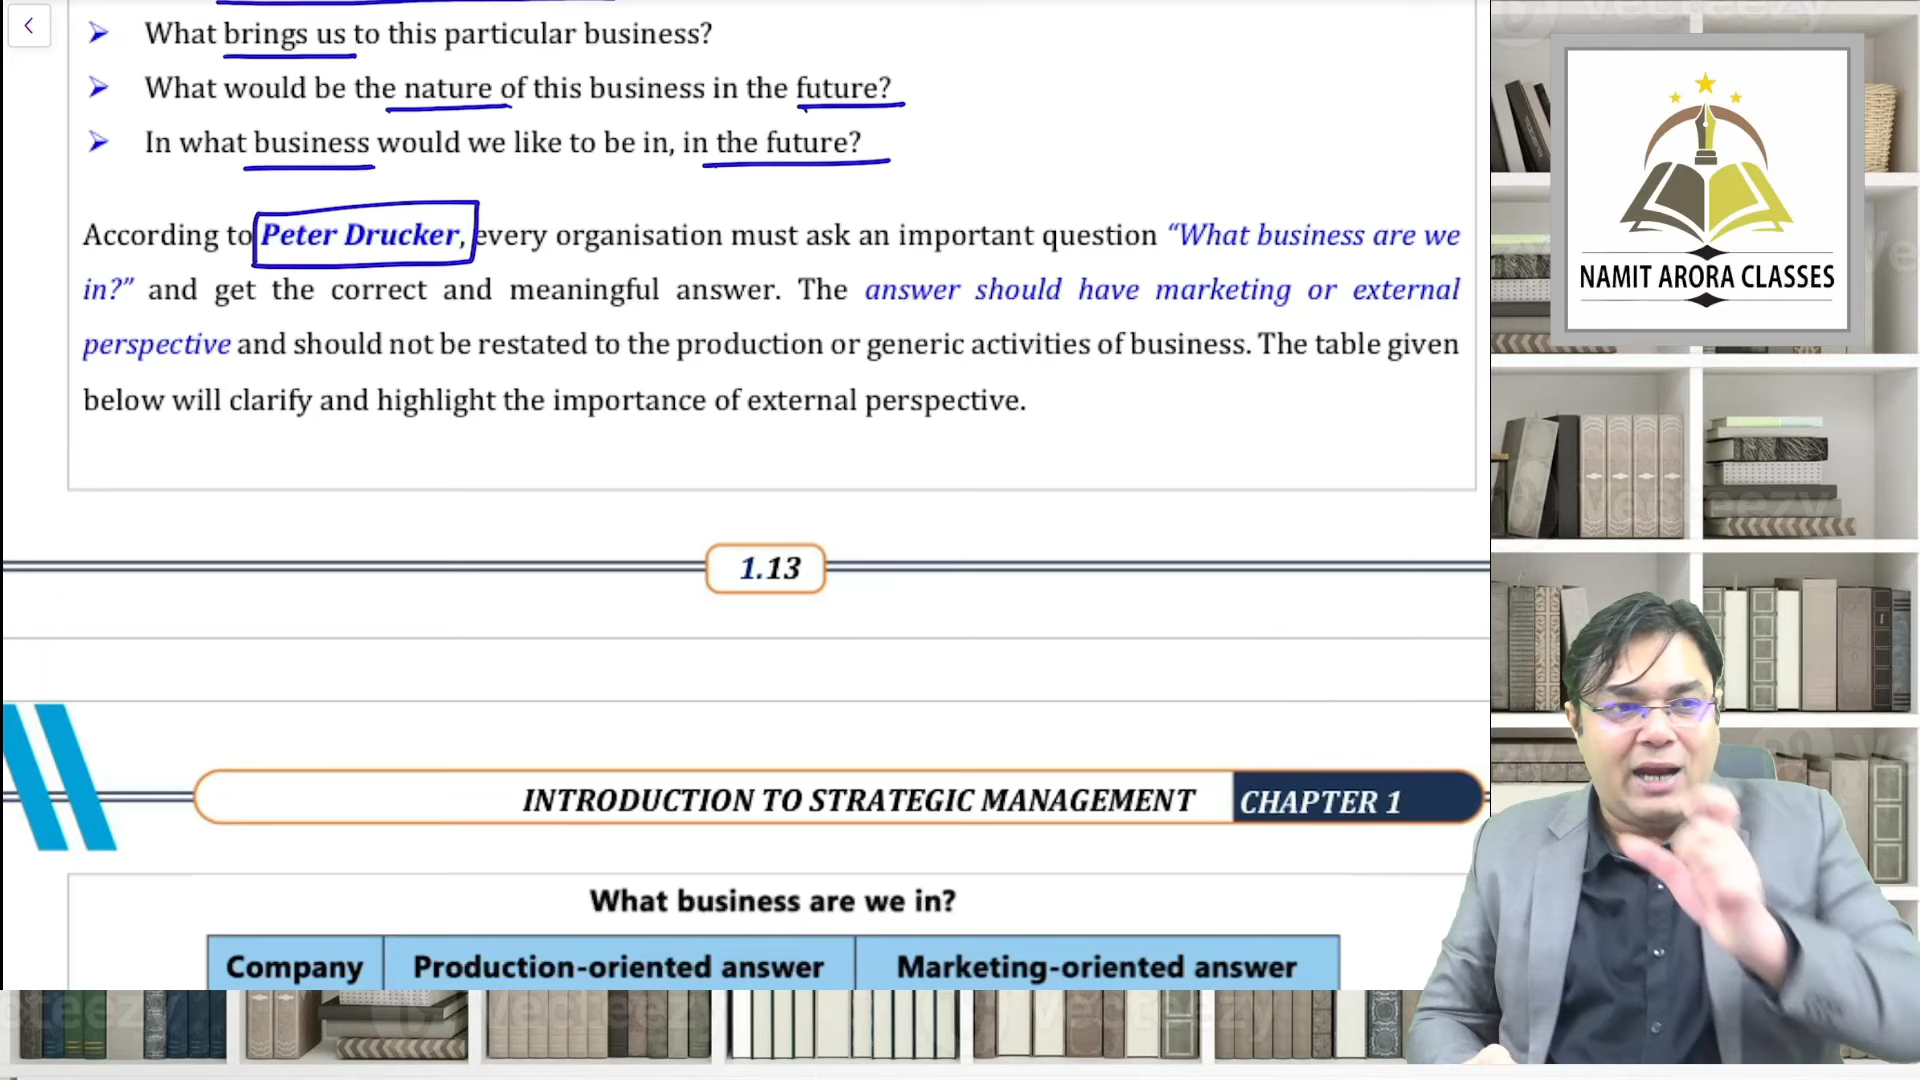 What brings us to this particular business?
What would be the nature of this business in the future?
In what business would we like to be in, in the future?
According to Peter Drucker, every organisation must ask an important question “What business are we
in?” and get the correct and meaningful answer. The answer should have marketing or external
perspective and should not be restated to the production or generic activities of business. The table given
below will clarify and highlight the importance of external perspective.
1.13
INTRODUCTION TO STRATEGIC MANAGEMENT CHAPTER 1
What business are we in?
Company Production-oriented answer Marketing-oriented answer
NAMIT ARORA CLASSES